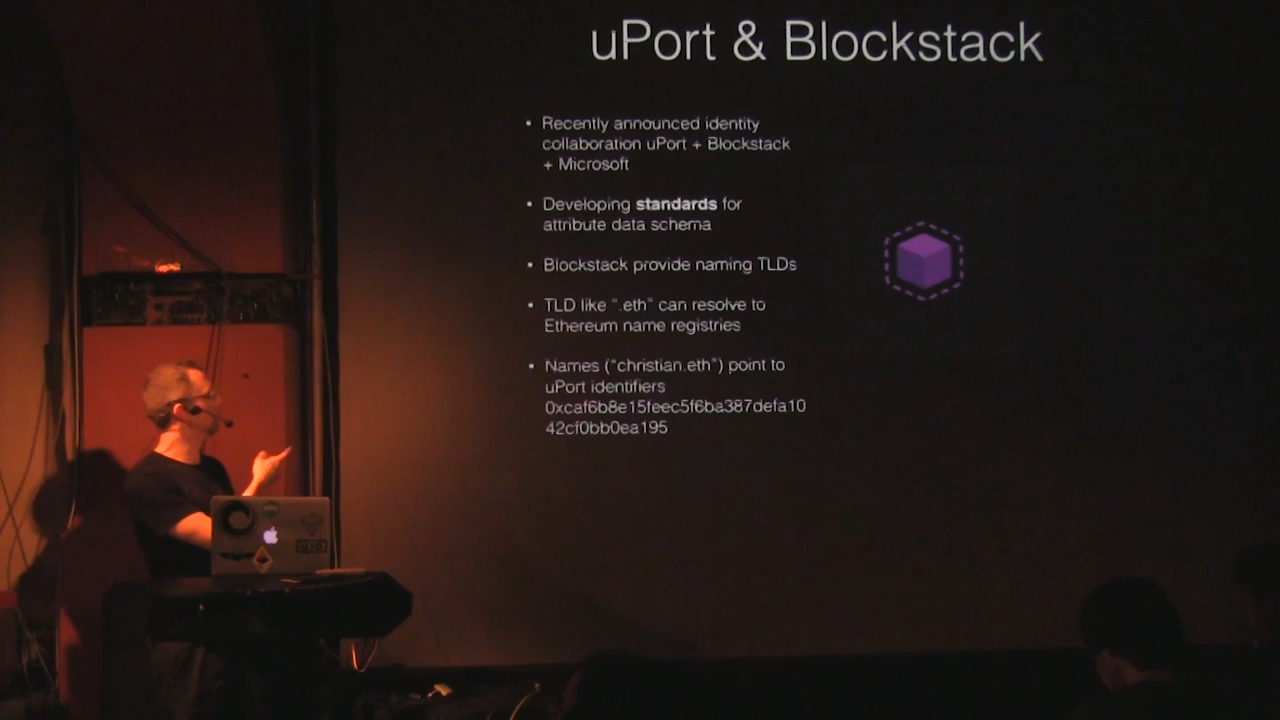 uPort & Blockstack
• Recently announced identity
collaboration uPort + Blockstack
+ Microsoft
• Developing standards for
attribute data schema
• Blockstack provide naming TLDs
• TLD like ".eth" can resolve to
Ethereum name registries
• Names ("christian.eth") point to
uPort identifiers
0xcaf6b8e15feec5f6ba387defa10
42cf0bb0ea195